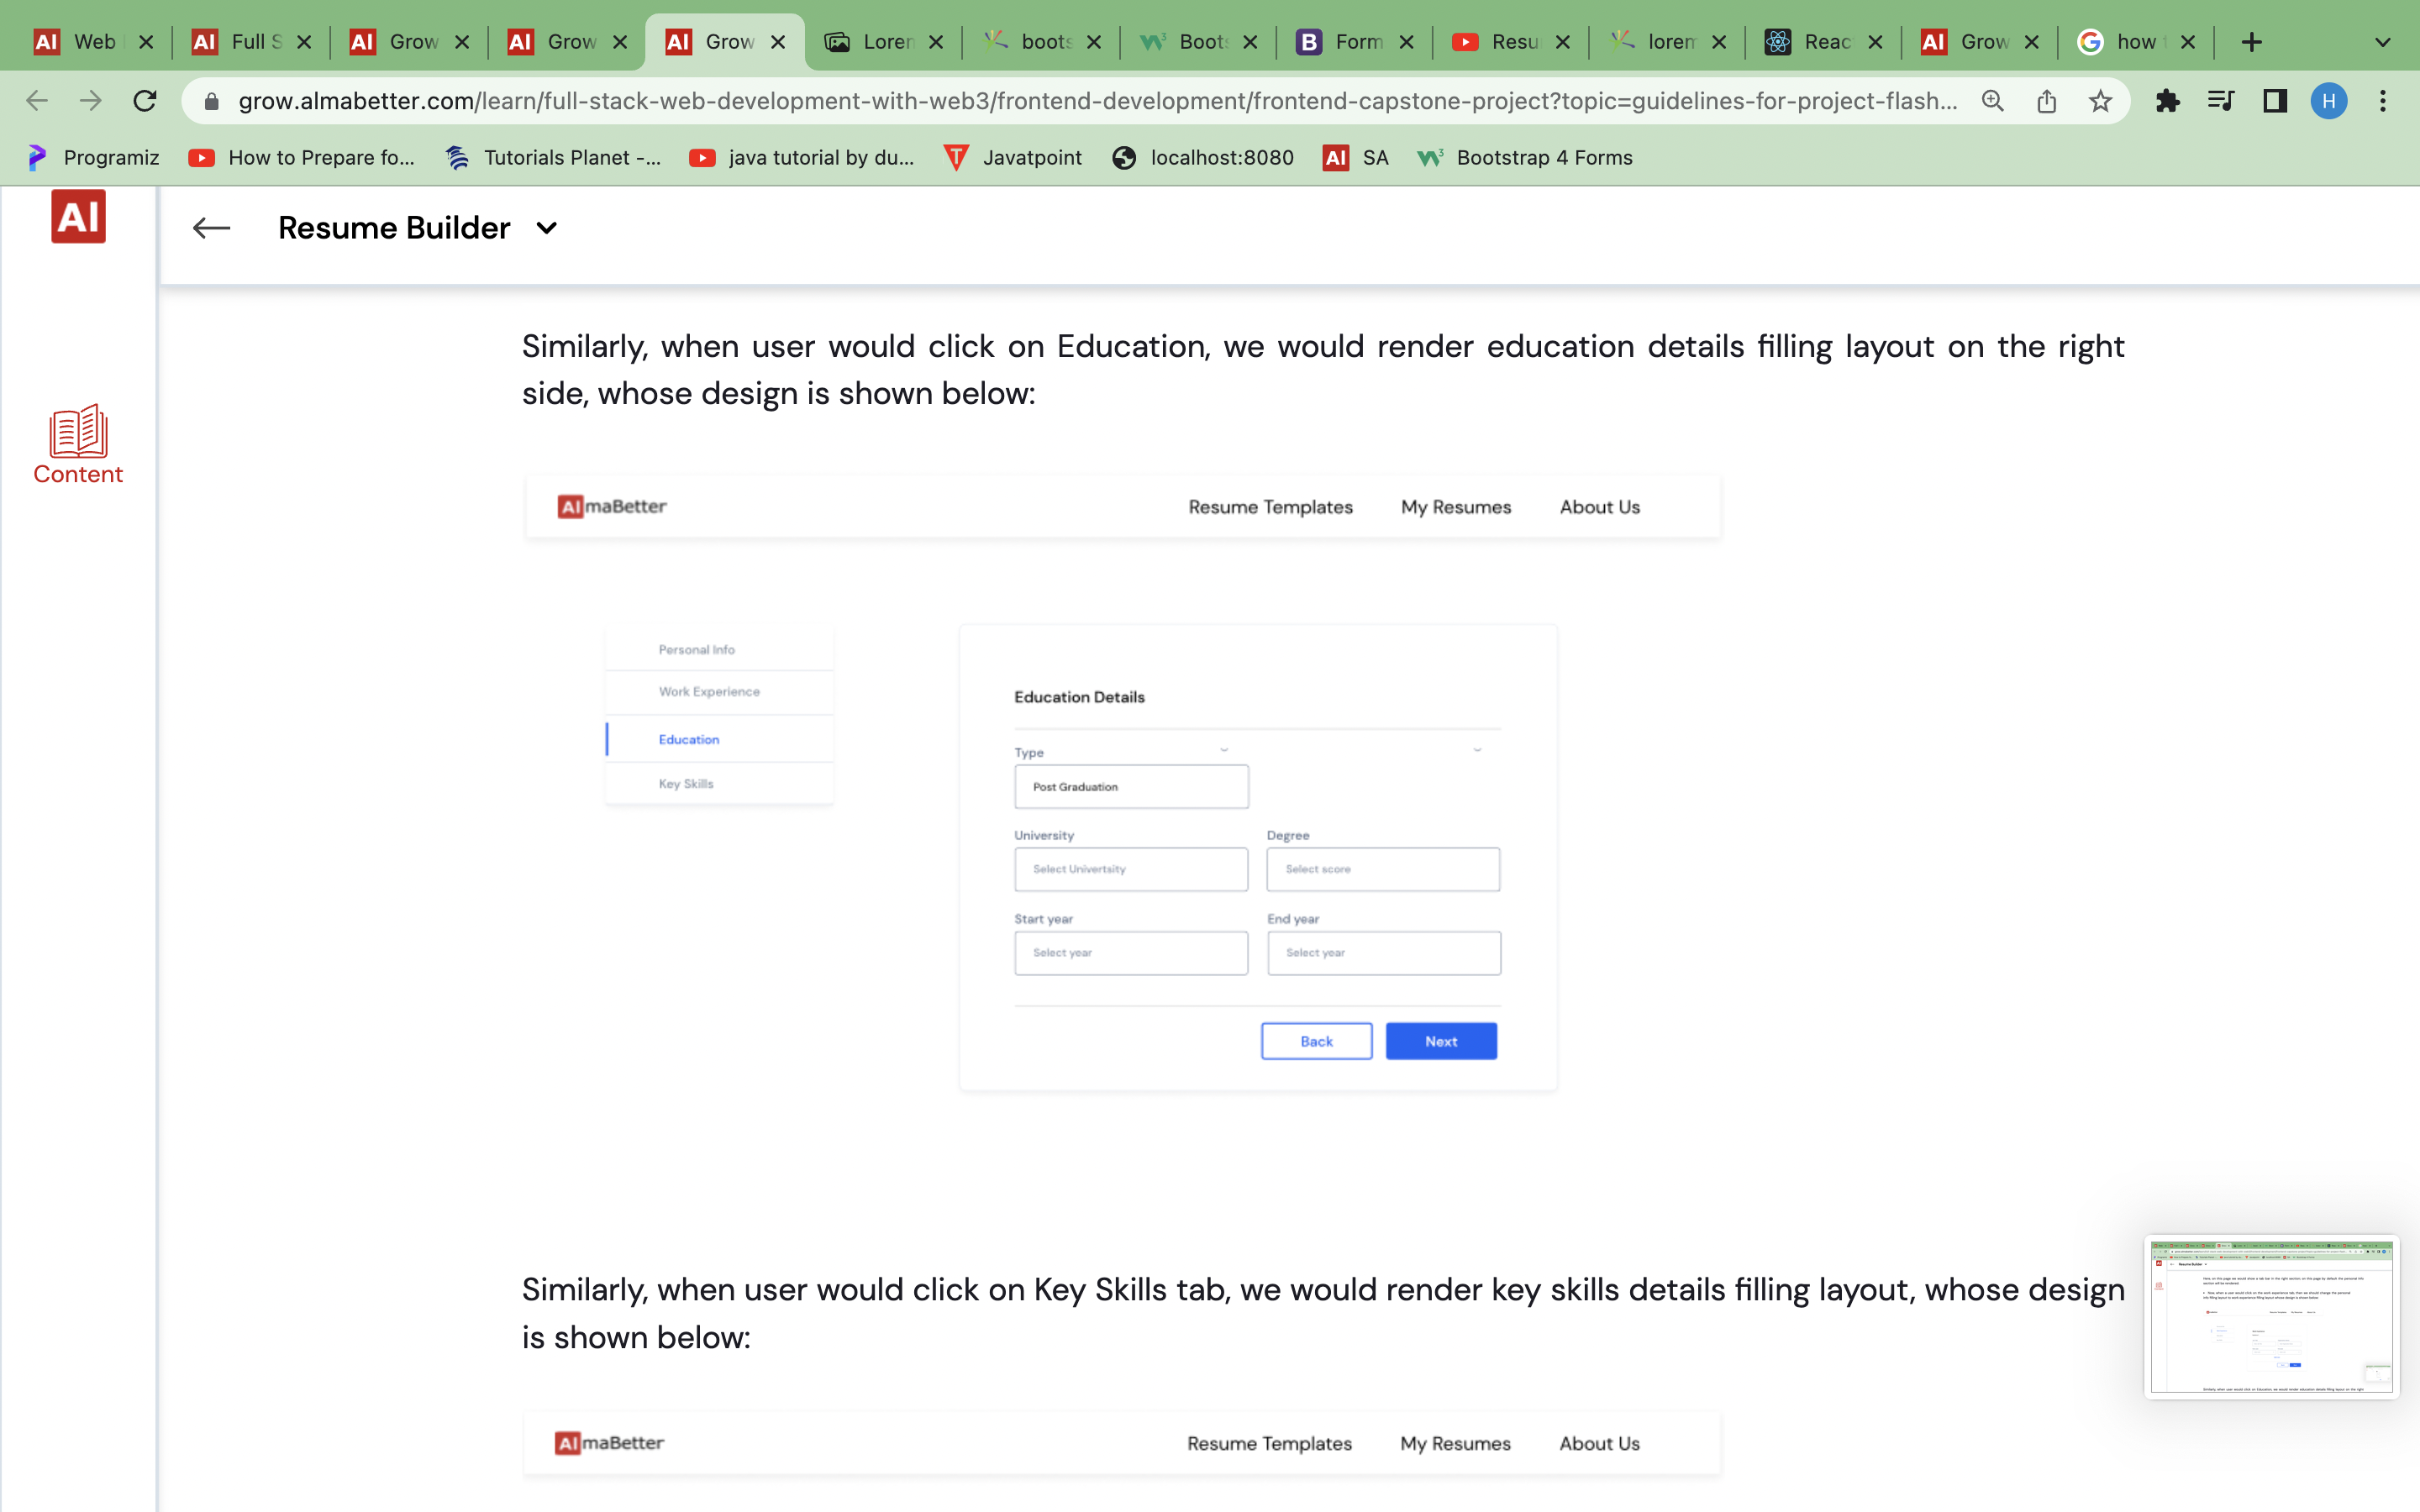 AI Web
AI Full S
AI Grow
AI Grow
AI Grow
Loren
boots
Boots
B Form
Resu
lorem
Reac
AI Grow
G how t
grow.almabetter.com/learn/full-stack-web-development-with-web3/frontend-development/frontend-capstone-project?topic=guidelines-for-project-flash...
H
Programiz
How to Prepare fo...
Tutorials Planet -...
java tutorial by du...
T Javatpoint
localhost:8080
AI SA
Bootstrap 4 Forms
AI
Resume Builder
Content
Similarly, when user would click on Education, we would render education details filling layout on the right
side, whose design is shown below:
AlmaBetter
Resume Templates
My Resumes
About Us
Personal Info
Work Experience
Education
Key Skills
Education Details
Type
Post Graduation
University
Degree
Select Univertsity
Select score
Start year
End year
Select year
Select year
Back
Next
Similarly, when user would click on Key Skills tab, we would render key skills details filling layout, whose design
is shown below:
AlmaBetter
Resume Templates
My Resumes
About Us